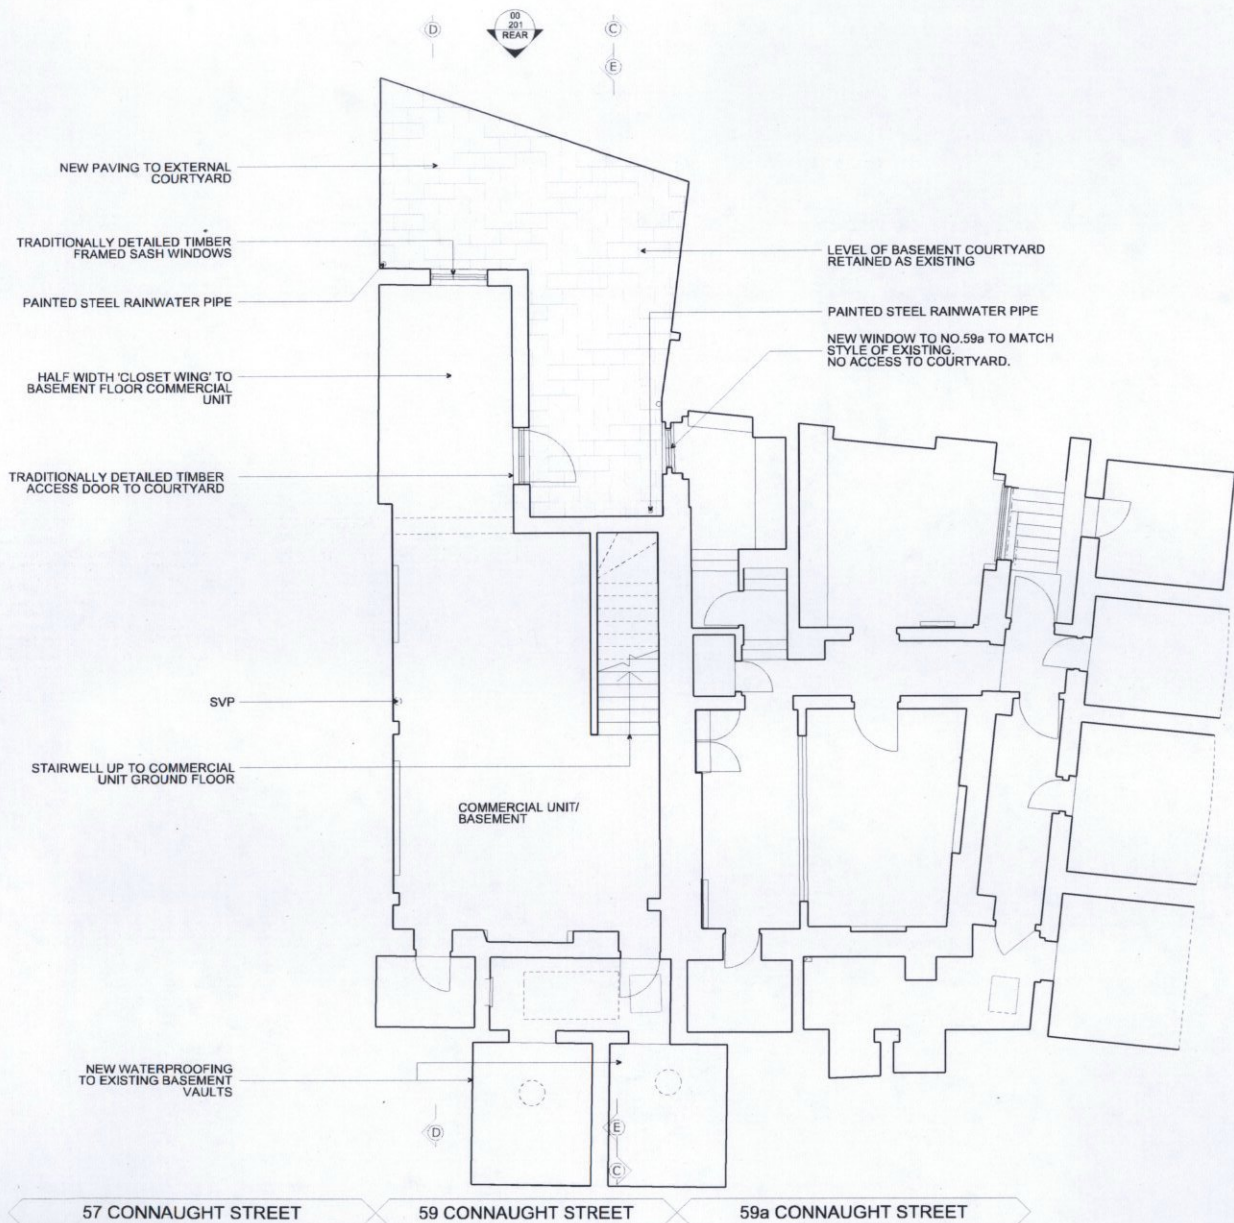 D
00
201
REAR
C
E
NEW PAVING TO EXTERNAL
COURTYARD
TRADITIONALLY DETAILED TIMBER
FRAMED SASH WINDOWS
PAINTED STEEL RAINWATER PIPE
HALF WIDTH 'CLOSET WING' TO
BASEMENT FLOOR COMMERCIAL
UNIT
TRADITIONALLY DETAILED TIMBER
ACCESS DOOR TO COURTYARD
SVP
STAIRWELL UP TO COMMERCIAL
UNIT GROUND FLOOR
NEW WATERPROOFING
TO EXISTING BASEMENT
VAULTS
LEVEL OF BASEMENT COURTYARD
RETAINED AS EXISTING
PAINTED STEEL RAINWATER PIPE
NEW WINDOW TO NO.59a TO MATCH
STYLE OF EXISTING.
NO ACCESS TO COURTYARD.
COMMERCIAL UNIT/
BASEMENT
D
E
C
57 CONNAUGHT STREET
59 CONNAUGHT STREET
59a CONNAUGHT STREET